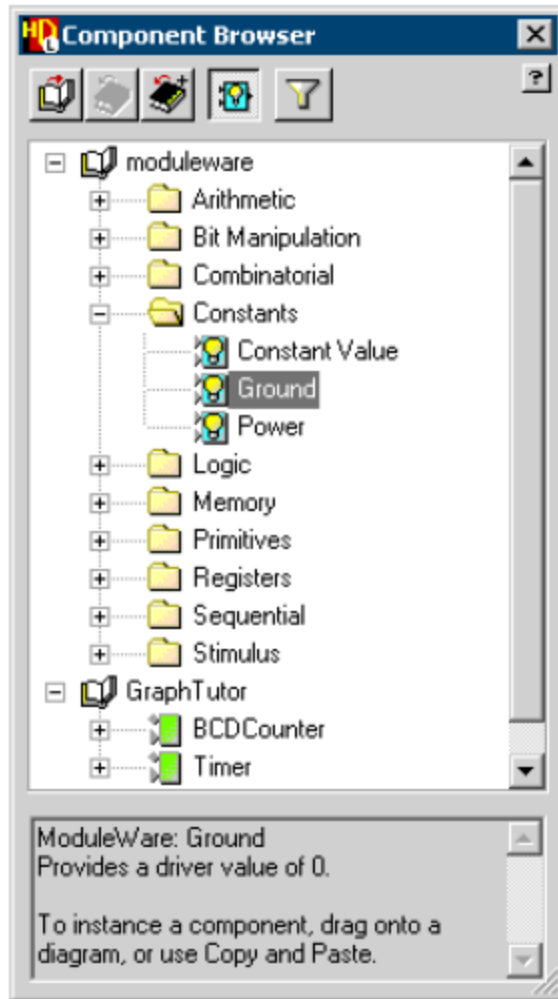 HDL Component Browser
?
moduleware
Arithmetic
Bit Manipulation
Combinatorial
Constants
Constant Value
Ground
Power
Logic
Memory
Primitives
Registers
Sequential
Stimulus
GraphTutor
BCDCounter
Timer
ModuleWare: Ground
Provides a driver value of 0.
To instance a component, drag onto a
diagram, or use Copy and Paste.